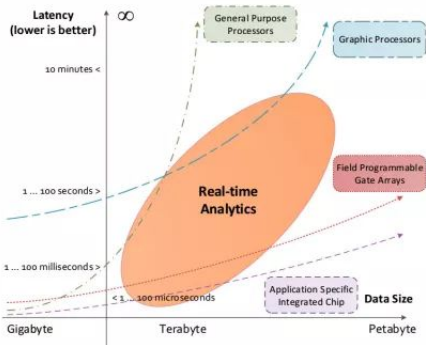 Latency
(lower is better)
∞
General Purpose
Processors
Graphic Processors
10 minutes <
Field Programmable
Gate Arrays
1 ... 100 seconds >
Real-time
Analytics
1 ... 100 milliseconds >
< 1 ... 100 microseconds
Application Specific
Integrated Chip
Data Size
Gigabyte
Terabyte
Petabyte